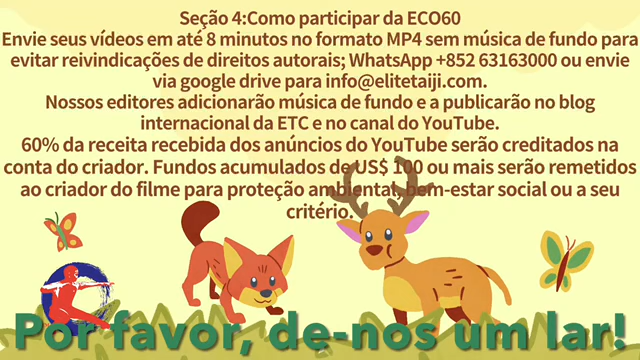 Seção 4:Como participar da ECO60
Envie seus vídeos em até 8 minutos no formato MP4 sem música de fundo para
evitar reivindicações de direitos autorais; WhatsApp +852 63163000 ou envie
via google drive para info@elitetaiji.com.
Nossos editores adicionarão música de fundo e a publicarão no blog
internacional da ETC e no canal do YouTube.
60% da receita recebida dos anúncios do YouTube serão creditados na
conta do criador. Fundos acumulados de US$ 100 ou mais serão remetidos
ao criador do filme para proteção ambiental, bem-estar social ou a seu
critério.
Por favor, de-nos um lar!